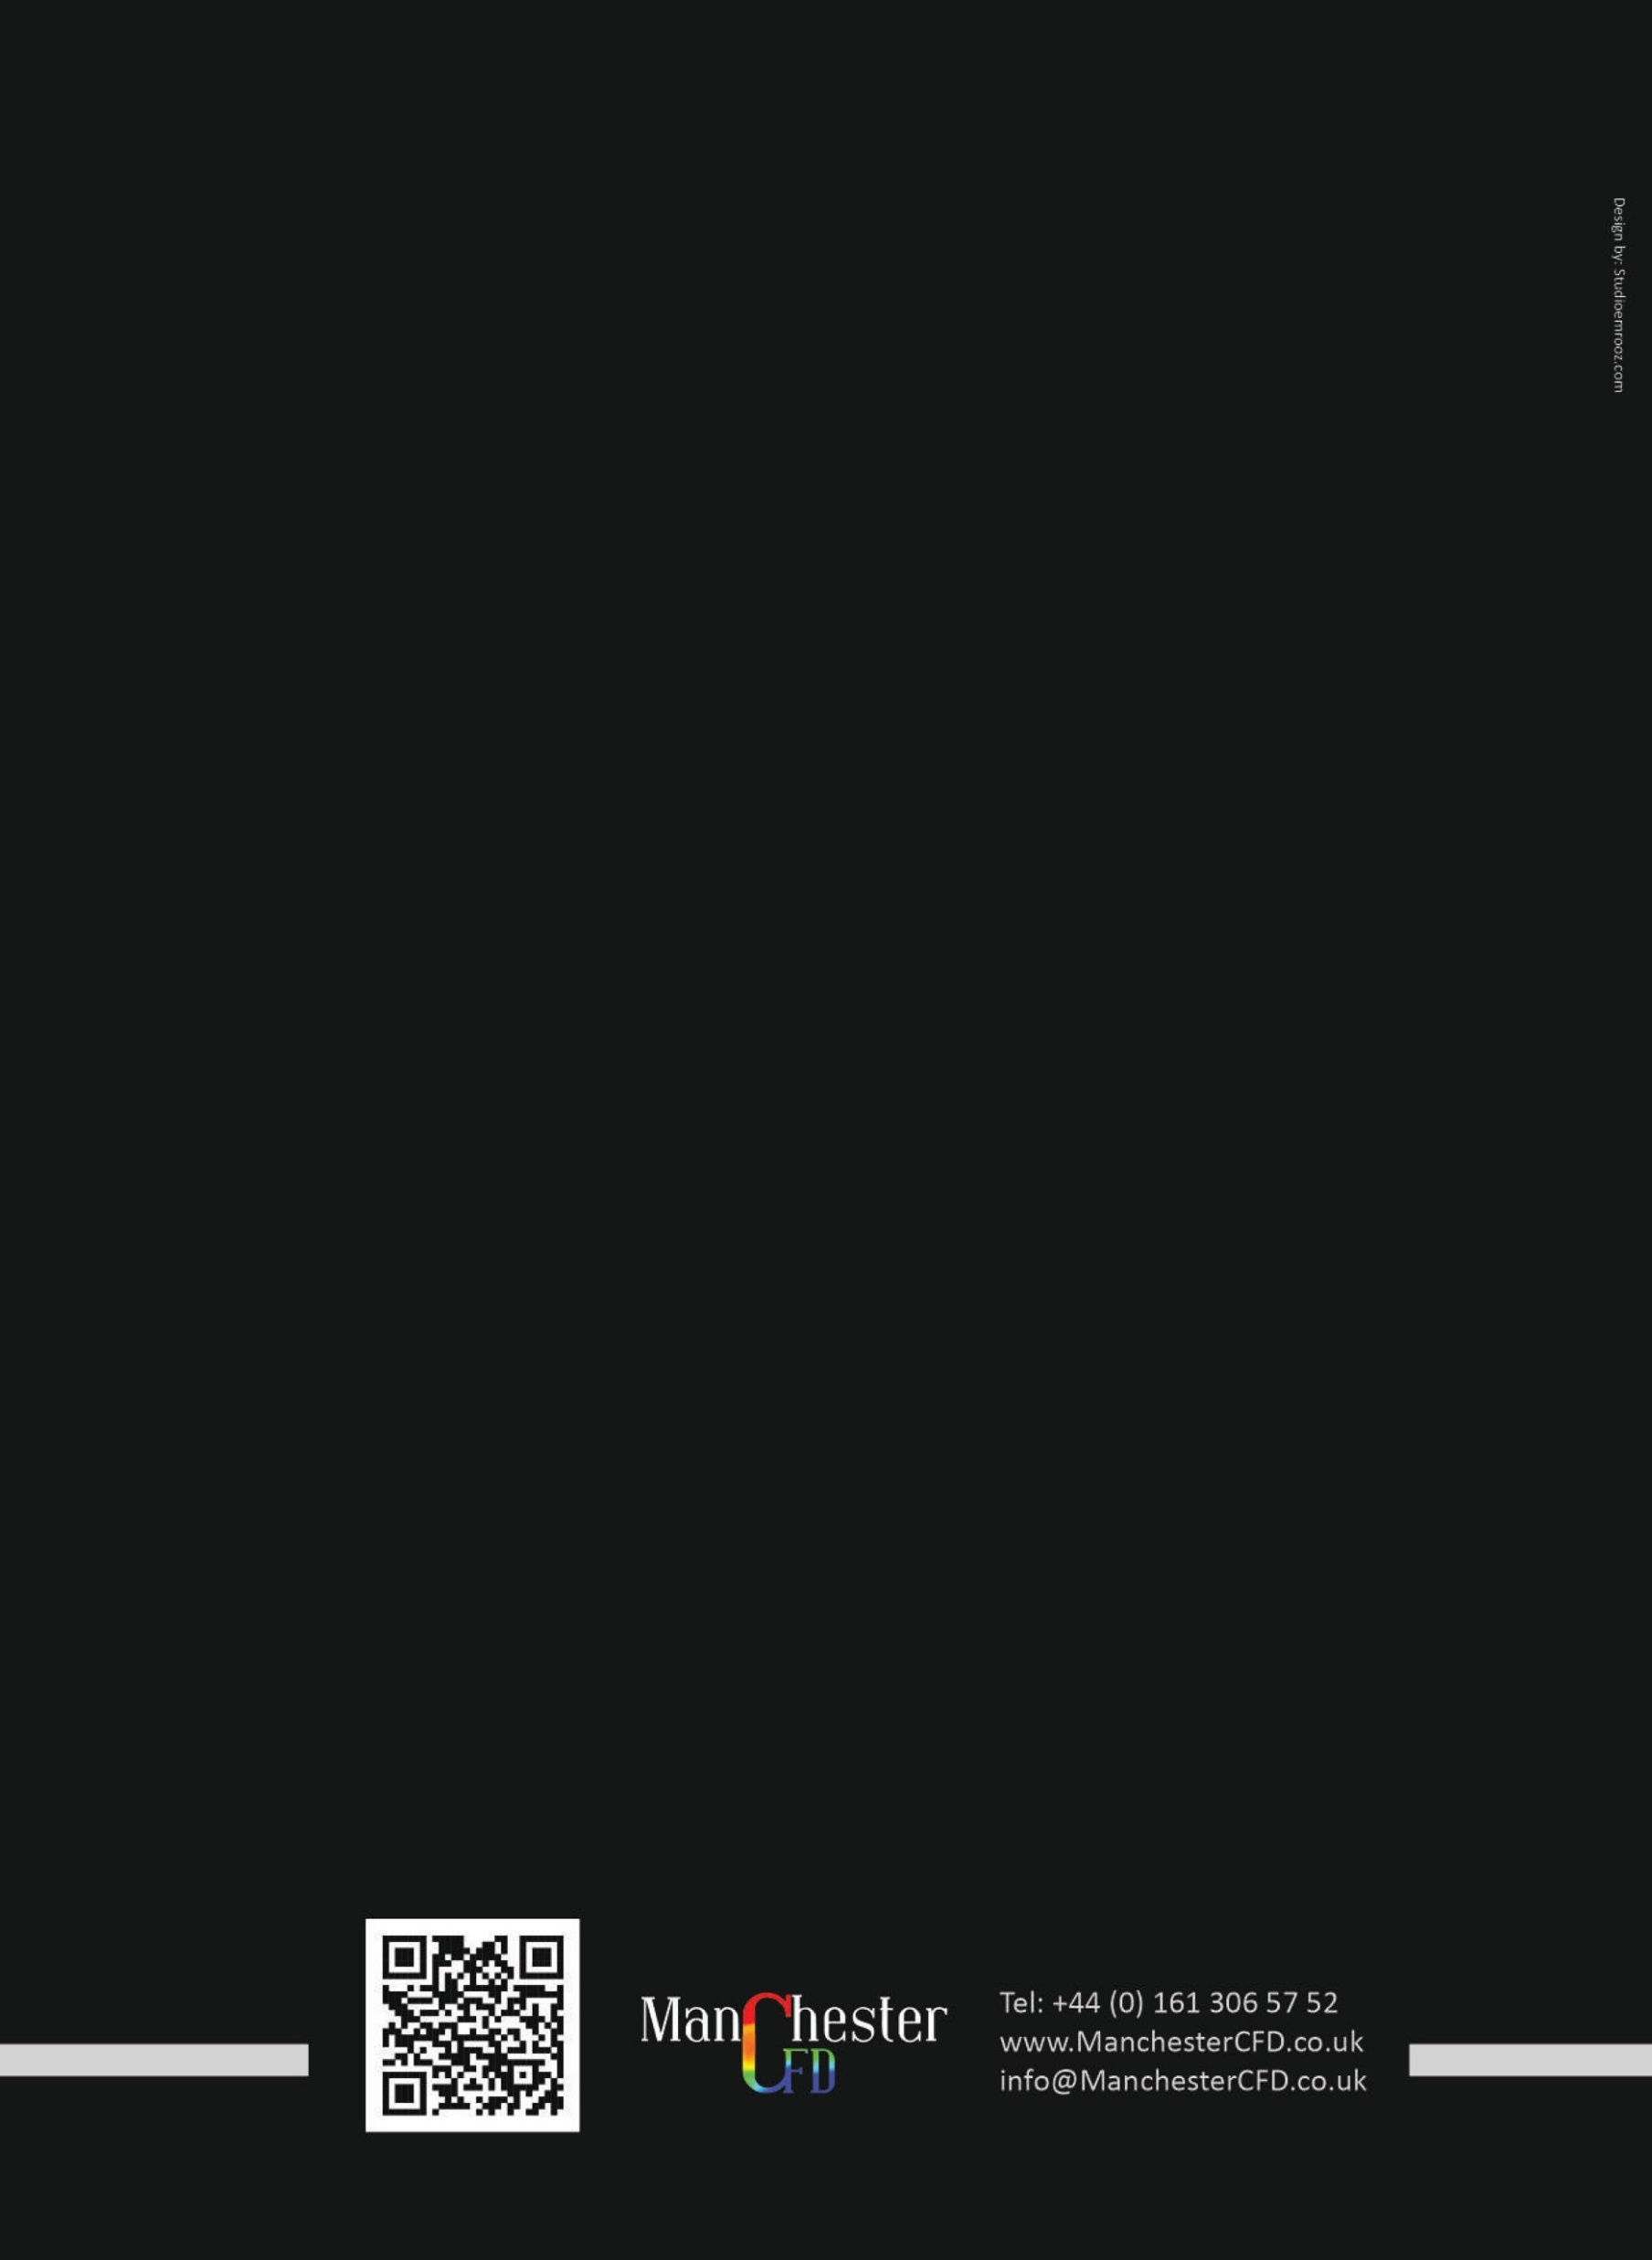 Design by: Studioemrooz.com
ManChester
CFD
Tel: +44 (0) 161 306 57 52
www.ManchesterCFD.co.uk
info@ManchesterCFD.co.uk